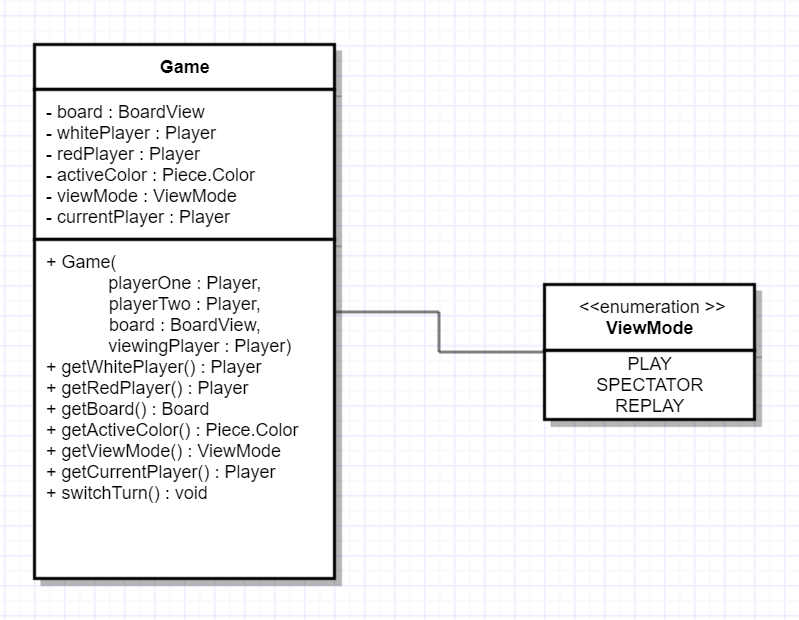 Game
- board : BoardView
- whitePlayer : Player
- redPlayer : Player
- activeColor : Piece.Color
- viewMode : ViewMode
- currentPlayer : Player
+ Game(
playerOne : Player,
playerTwo : Player,
board : BoardView,
viewingPlayer : Player)
+ getWhitePlayer() : Player
+ getRedPlayer() : Player
+ getBoard() : Board
+ getActiveColor() : Piece.Color
+ getViewMode() : ViewMode
+ getCurrentPlayer() : Player
+ switchTurn() : void
<<enumeration >>
ViewMode
PLAY
SPECTATOR
REPLAY